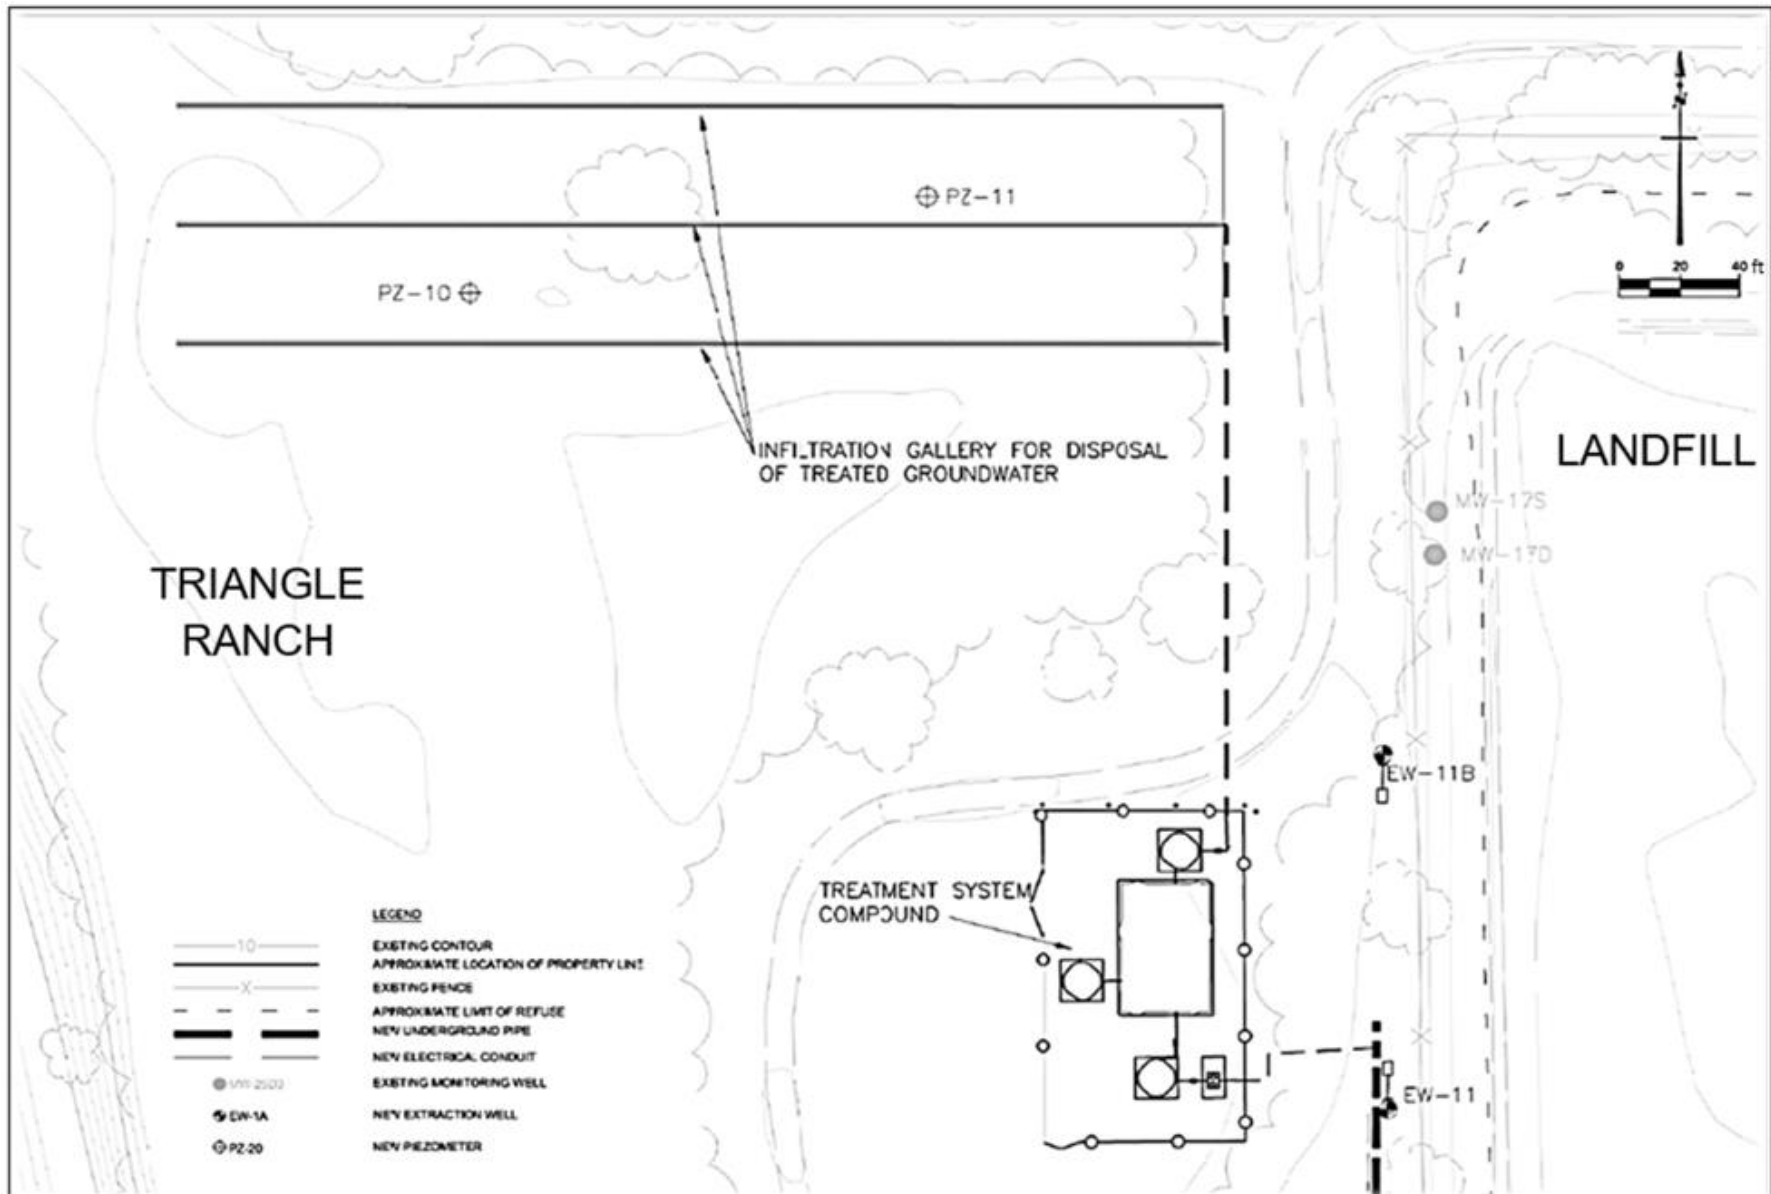 N
PZ-11
0 20 40 ft
PZ-10
INFILTRATION GALLERY FOR DISPOSAL
OF TREATED GROUNDWATER
LANDFILL
MW-17S
MW-17D
TRIANGLE
RANCH
EW-11B
TREATMENT SYSTEM
COMPOUND
LEGEND
10 EXISTING CONTOUR
APPROXIMATE LOCATION OF PROPERTY LINE
X EXISTING FENCE
APPROXIMATE LIMIT OF REFUSE
NEW UNDERGROUND PIPE
NEW ELECTRICAL CONDUIT
EXISTING MONITORING WELL
EW-1A NEW EXTRACTION WELL
PZ-20 NEW PIEZOMETER
EW-11